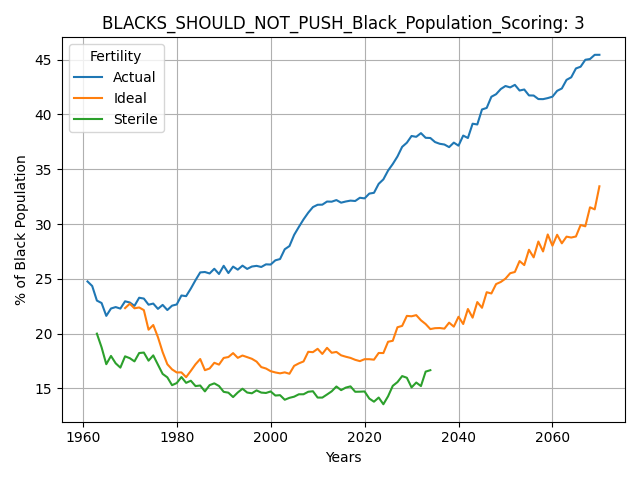 BLACKS_SHOULD_NOT_PUSH_Black_Population_Scoring: 3
Fertility
Actual
Ideal
Sterile
% of Black Population
45
40
35
30
25
20
15
1960 1980 2000 2020 2040 2060
Years